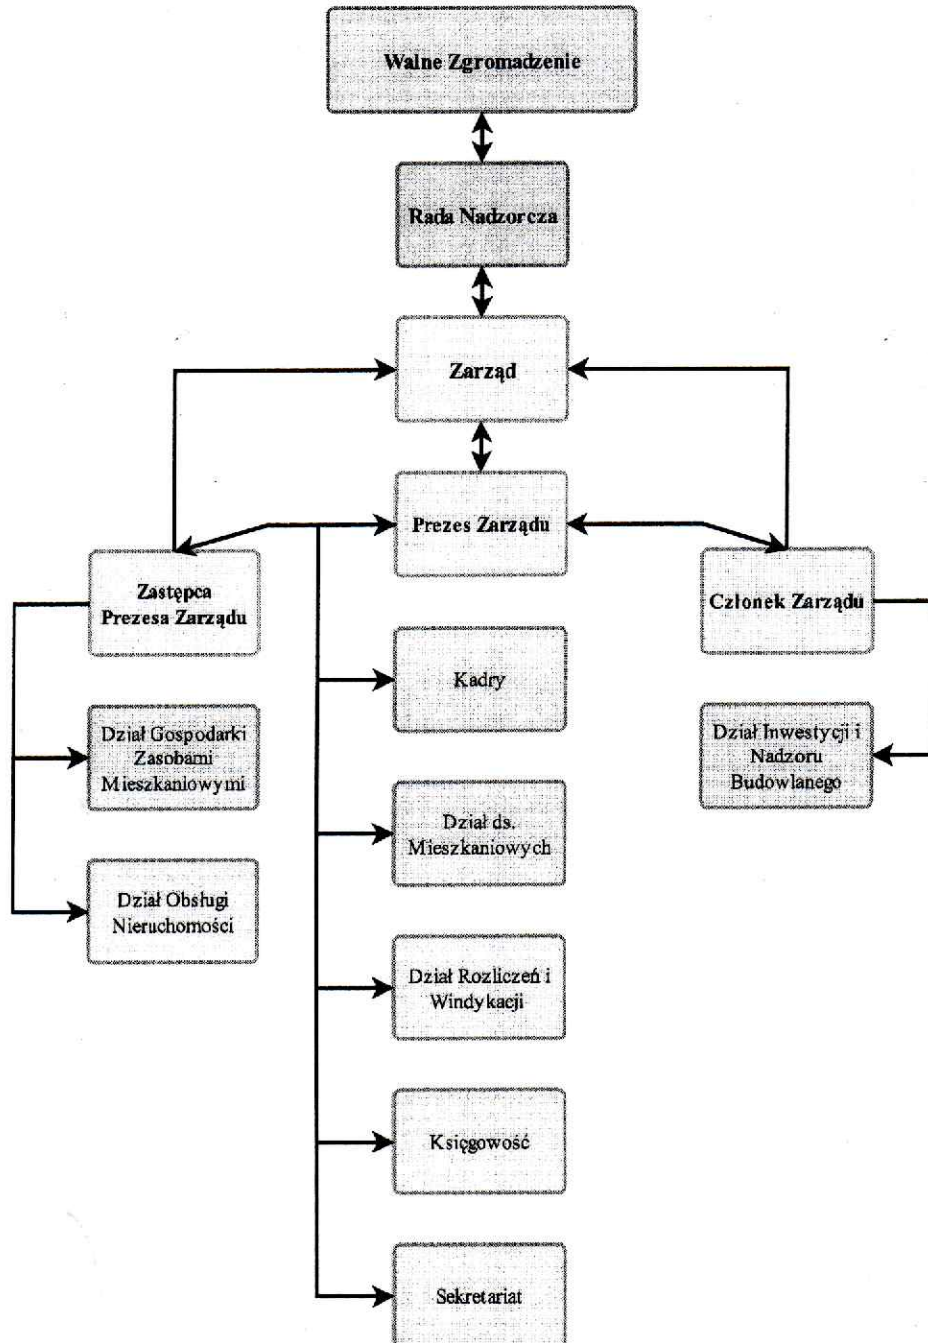 Walne Zgromadzenie
Rada Nadzorcza
Zarząd
Prezes Zarządu
Zastępca
Prezesa Zarządu
Członek Zarządu
Kadry
Dział Gospodarki
Zasobami
Mieszkaniowymi
Dział Inwestycji i
Nadzoru
Budowlanego
Dział ds.
Mieszkaniowych
Dział Obsługi
Nieruchomości
Dział Rozliczeń i
Windykacji
Księgowość
Sekretariat